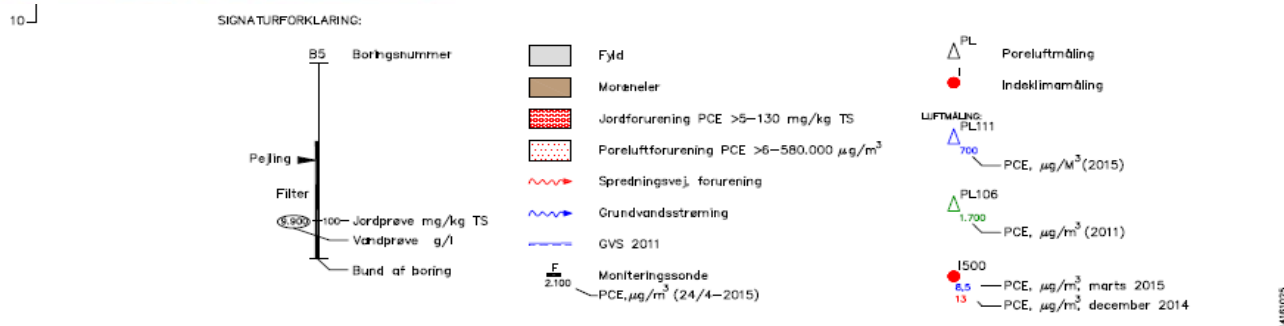 10
SIGNATURFORKLARING:
B5 Boringsnummer
Pejling
Filter
9.900 100 Jordprøve mg/kg TS
Vandprøve g/l
Bund af boring
Fyld
Moræneler
Jordforurening PCE >5-130 mg/kg TS
Poreluftforurening PCE >6-580.000 µg/m³
Spredningsvej, forurening
Grundvandsstrømning
GVS 2011
F Moniteringssonde
2.100 PCE,µg/m³ (24/4-2015)
PL Poreluftmåling
I Indeklimamåling
LUFTMÅLING:
PL111
700
PCE, µg/M³ (2015)
PL106
1.700
PCE, µg/m³ (2011)
I500
8,5 PCE, µg/m³, marts 2015
13 PCE, µg/m³, december 2014